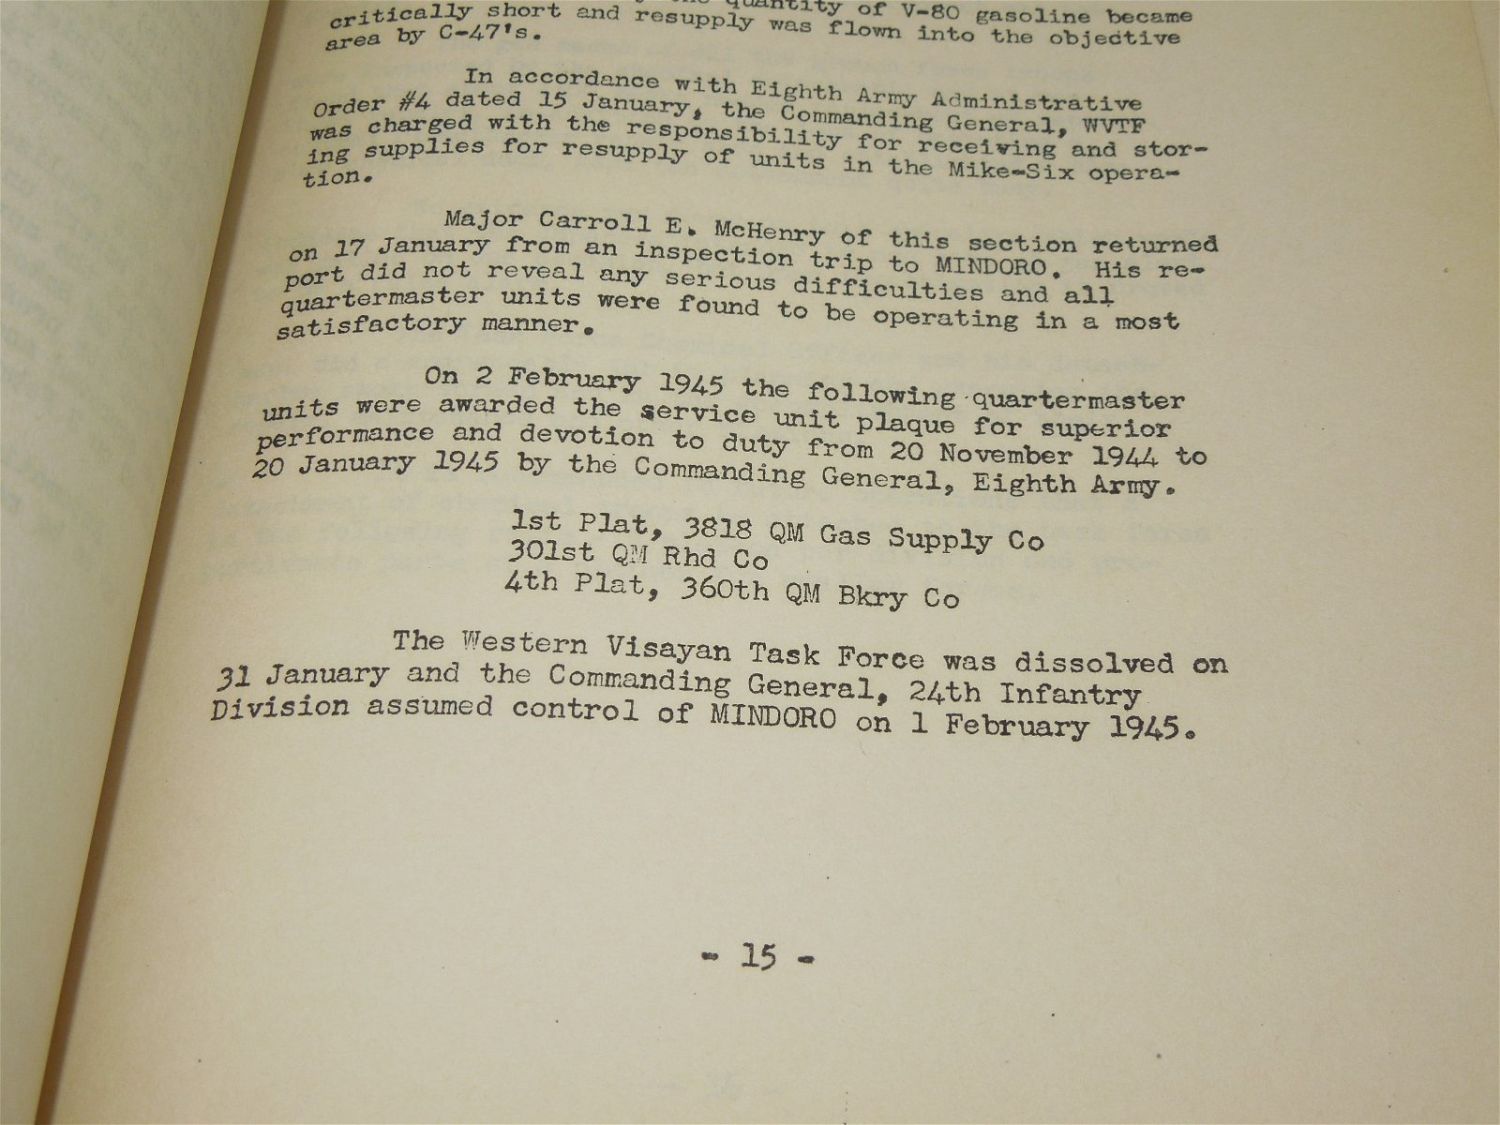 quantity of V-80 gasoline became
critically short and resupply was flown into the objective
area by C-47's.
In accordance with Eighth Army Administrative
Order #4 dated 15 January, the Commanding General, WVTF
was charged with the responsibility for receiving and stor-
ing supplies for resupply of units in the Mike-Six opera-
tion.
Major Carroll E. McHenry of this section returned
on 17 January from an inspection trip to MINDORO. His re-
port did not reveal any serious difficulties and all
quartermaster units were found to be operating in a most
satisfactory manner.
On 2 February 1945 the following quartermaster
units were awarded the service unit plaque for superior
performance and devotion to duty from 20 November 1944 to
20 January 1945 by the Commanding General, Eighth Army.
1st Plat, 3818 QM Gas Supply Co
301st QM Rhd Co
4th Plat, 360th QM Bkry Co
The Western Visayan Task Force was dissolved on
31 January and the Commanding General, 24th Infantry
Division assumed control of MINDORO on 1 February 1945.
- 15 -